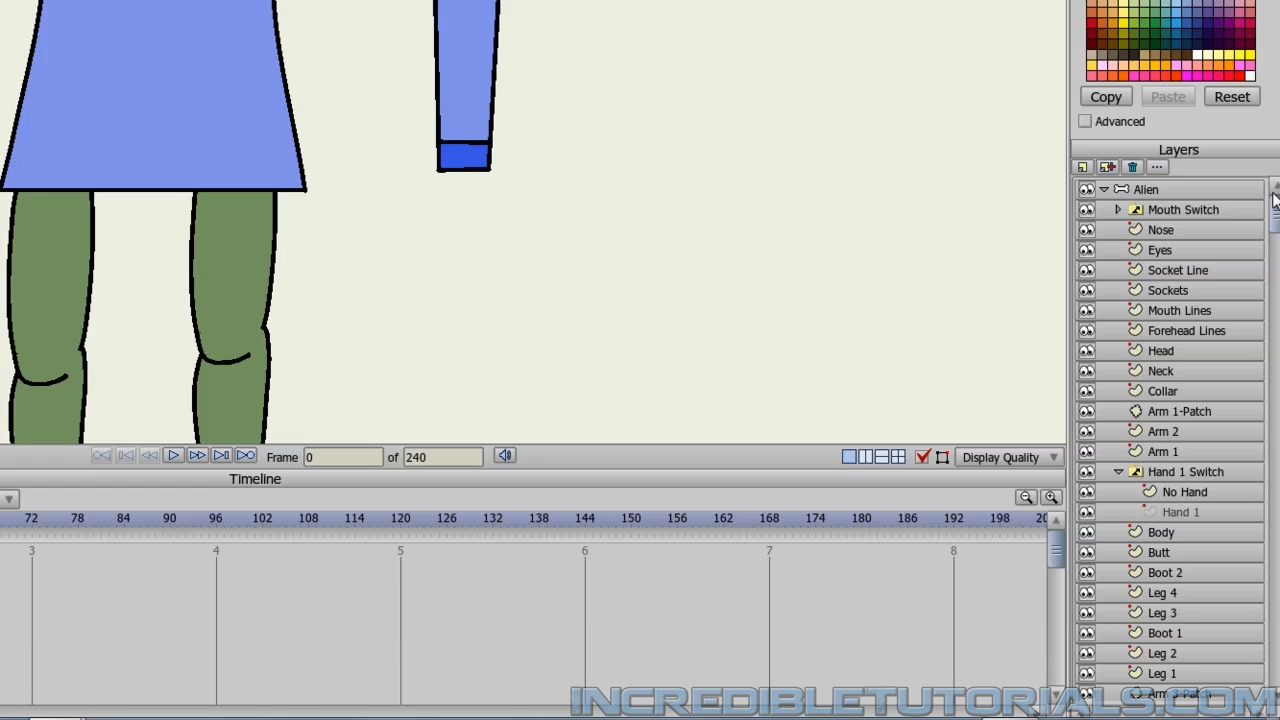 Copy Paste Reset
Advanced
Layers
Alien
Mouth Switch
Nose
Eyes
Socket Line
Sockets
Mouth Lines
Forehead Lines
Head
Neck
Collar
Arm 1-Patch
Arm 2
Arm 1
Hand 1 Switch
No Hand
Hand 1
Body
Butt
Boot 2
Leg 4
Leg 3
Boot 1
Leg 2
Leg 1
Arm 3-Patch
Frame 0 of 240 Display Quality
Timeline
72 78 84 90 96 102 108 114 120 126 132 138 144 150 156 162 168 174 180 186 192 198
3 4 5 6 7 8
INCREDIBLETUTORIALS.COM